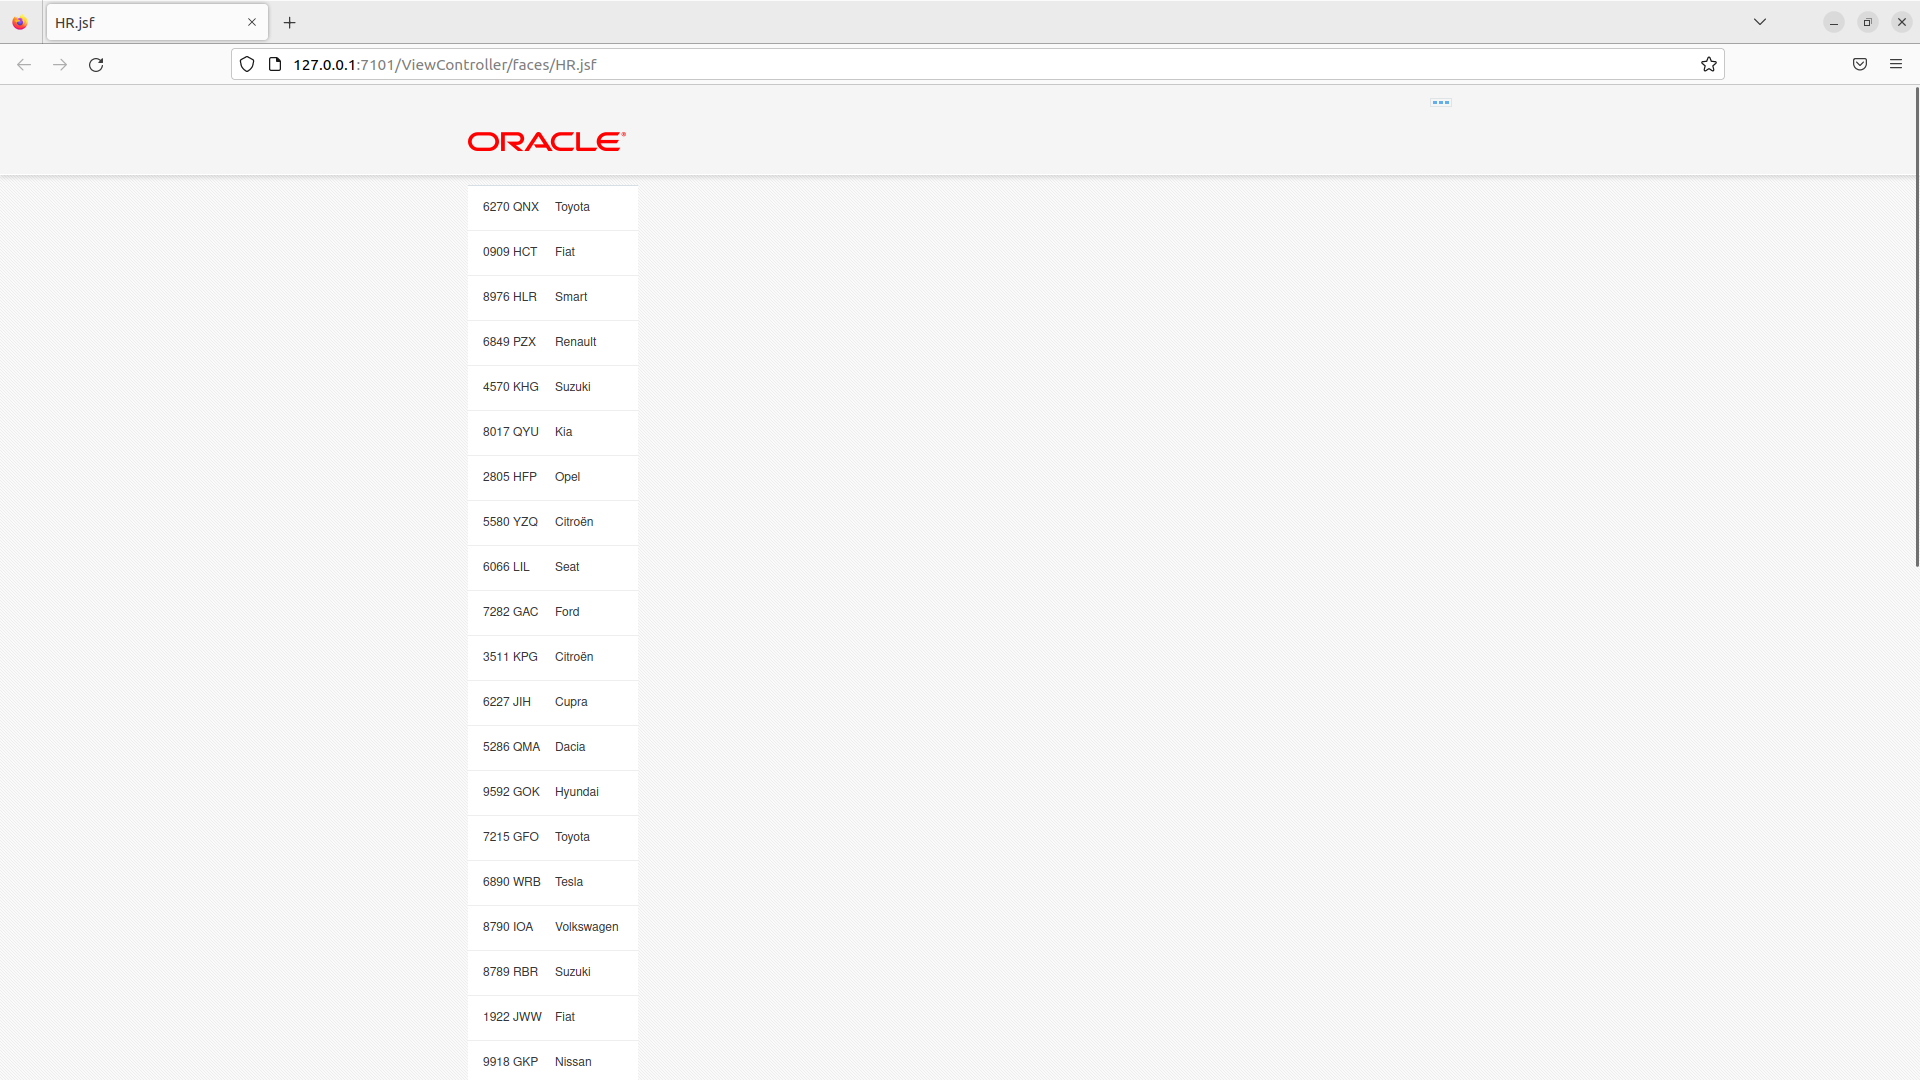 HR.jsf
127.0.0.1:7101/ViewController/faces/HR.jsf
ORACLE®
6270 QNX Toyota
0909 HCT Fiat
8976 HLR Smart
6849 PZX Renault
4570 KHG Suzuki
8017 QYU Kia
2805 HFP Opel
5580 YZQ Citroën
6066 LIL Seat
7282 GAC Ford
3511 KPG Citroën
6227 JIH Cupra
5286 QMA Dacia
9592 GOK Hyundai
7215 GFO Toyota
6890 WRB Tesla
8790 IOA Volkswagen
8789 RBR Suzuki
1922 JWW Fiat
9918 GKP Nissan